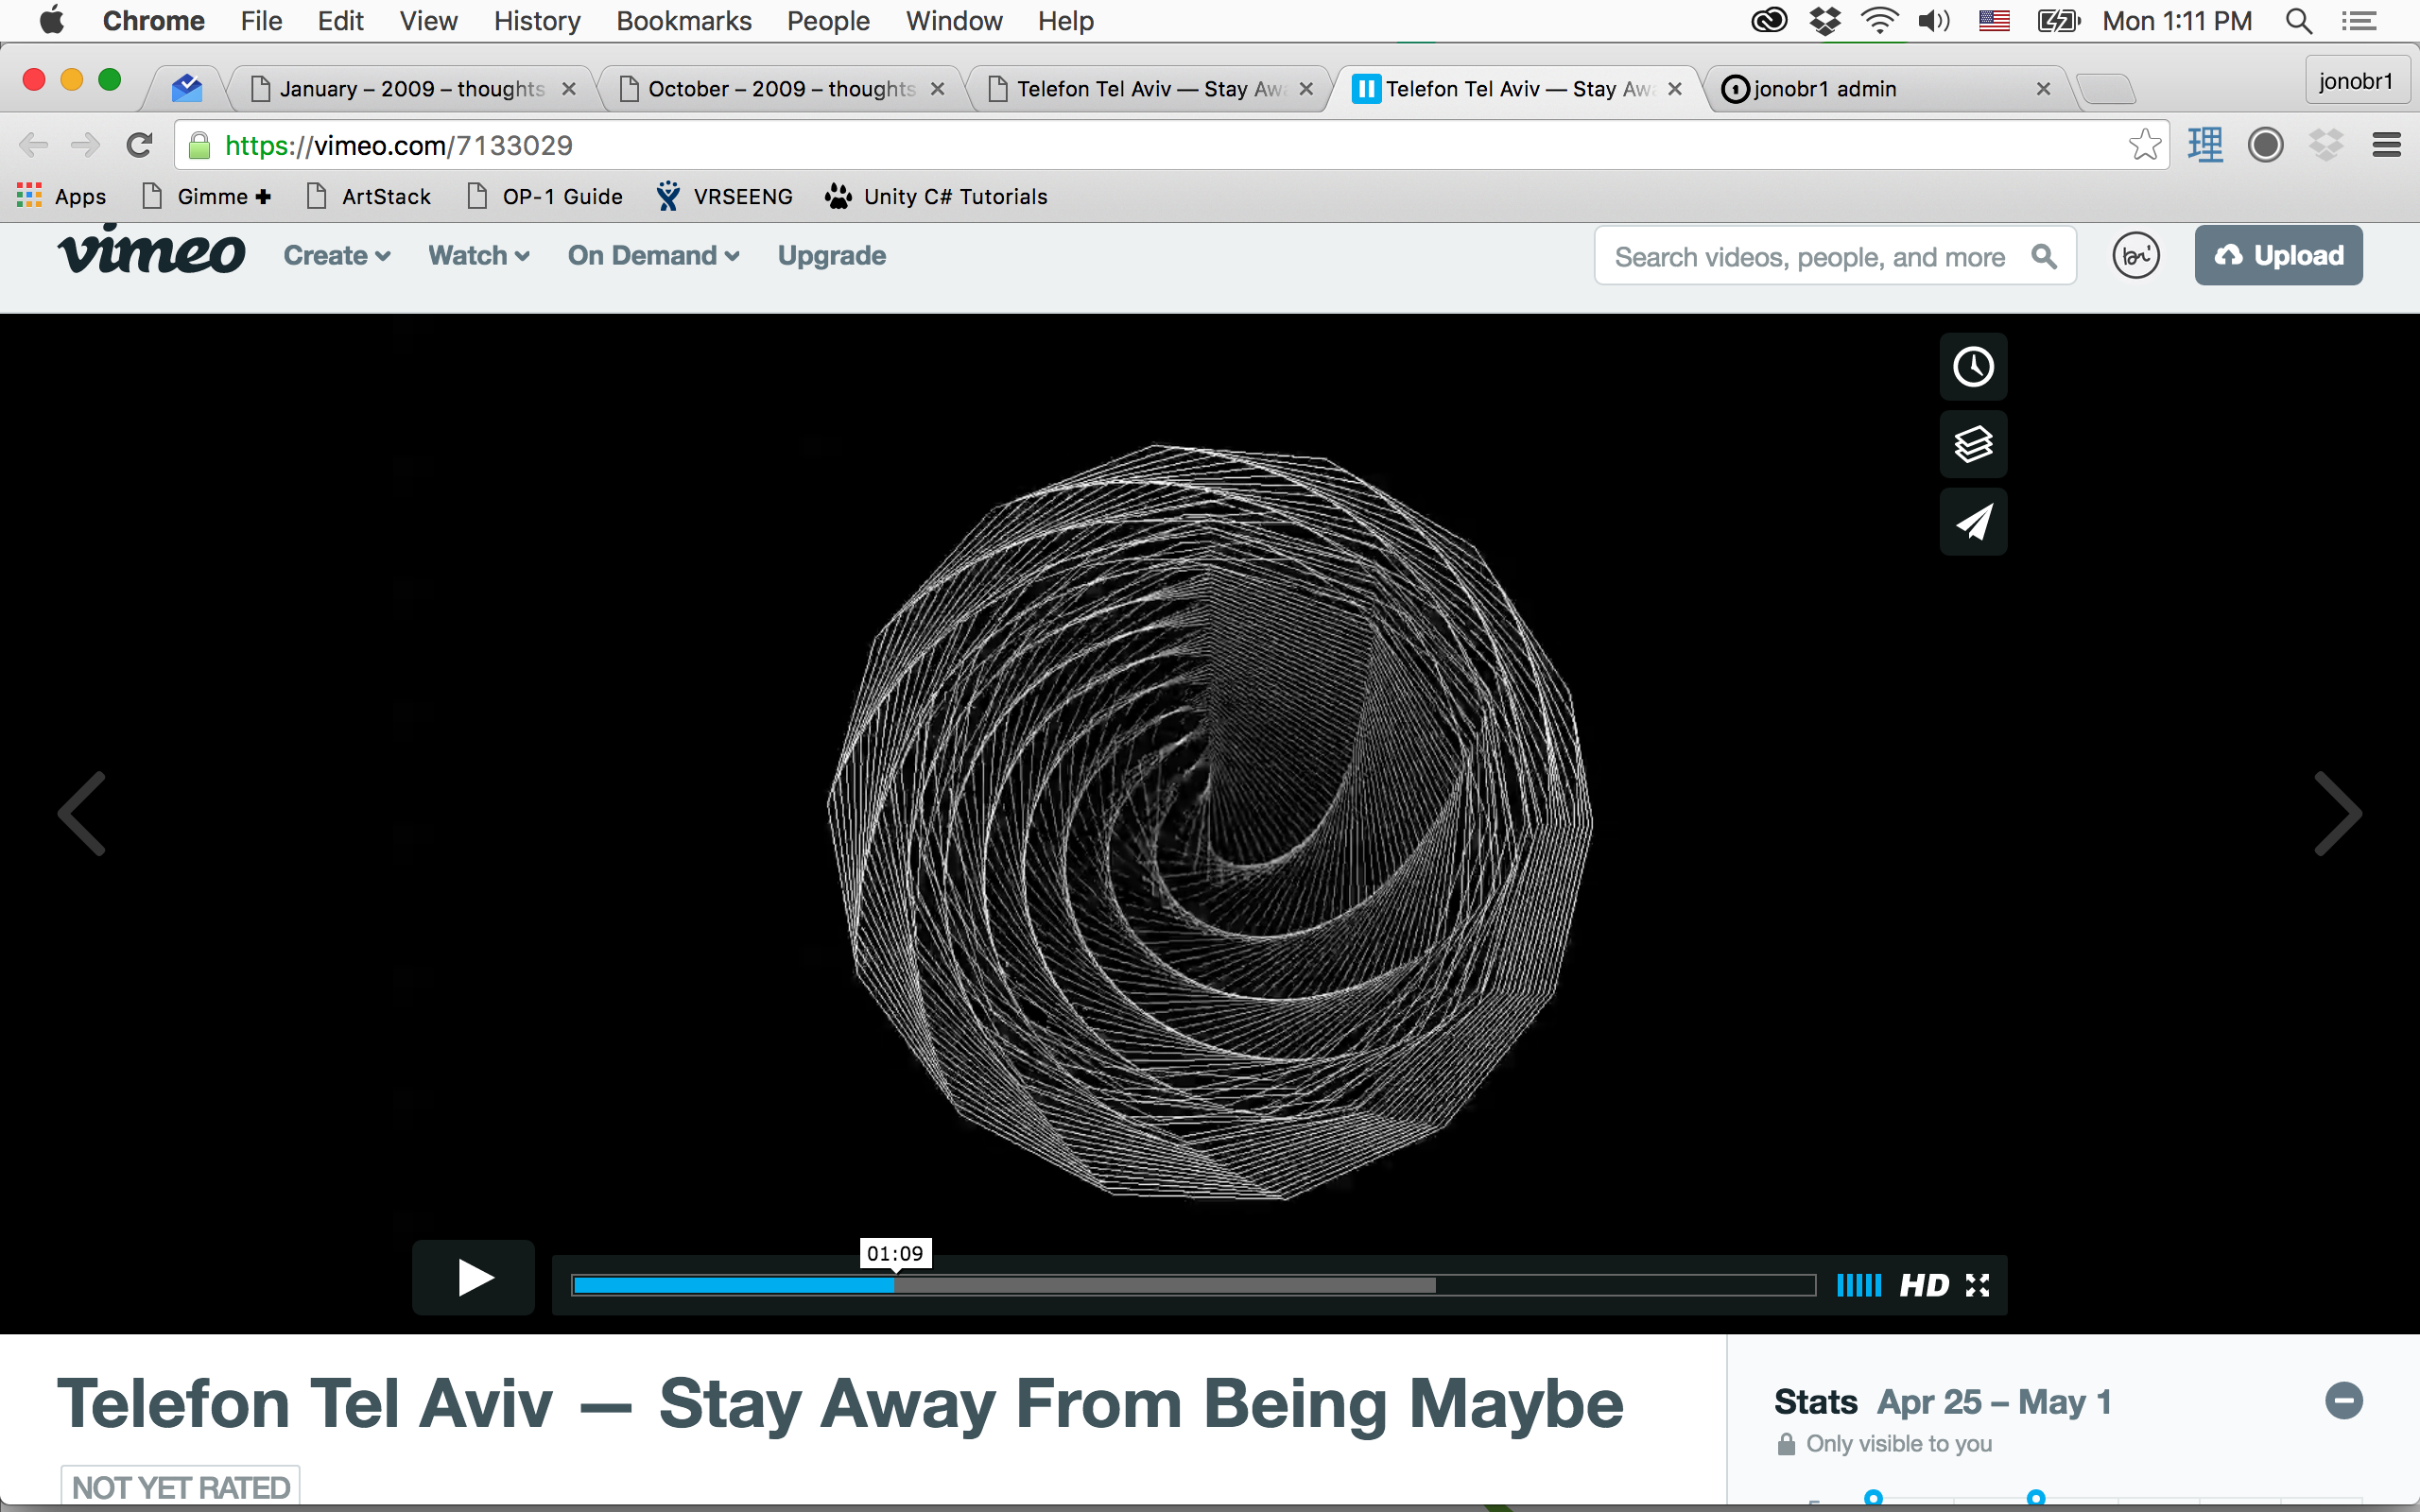 Chrome File Edit View History Bookmarks People Window Help Mon 1:11 PM
January – 2009 – thoughts October – 2009 – thoughts Telefon Tel Aviv — Stay Aw Telefon Tel Aviv — Stay Aw jonobr1 admin jonobr1
https://vimeo.com/7133029 理
Apps Gimme ✚ ArtStack OP-1 Guide VRSEENG Unity C# Tutorials
vimeo Create Watch On Demand Upgrade Search videos, people, and more Upload
01:09
HD
Telefon Tel Aviv — Stay Away From Being Maybe
NOT YET RATED
Stats Apr 25 – May 1
Only visible to you